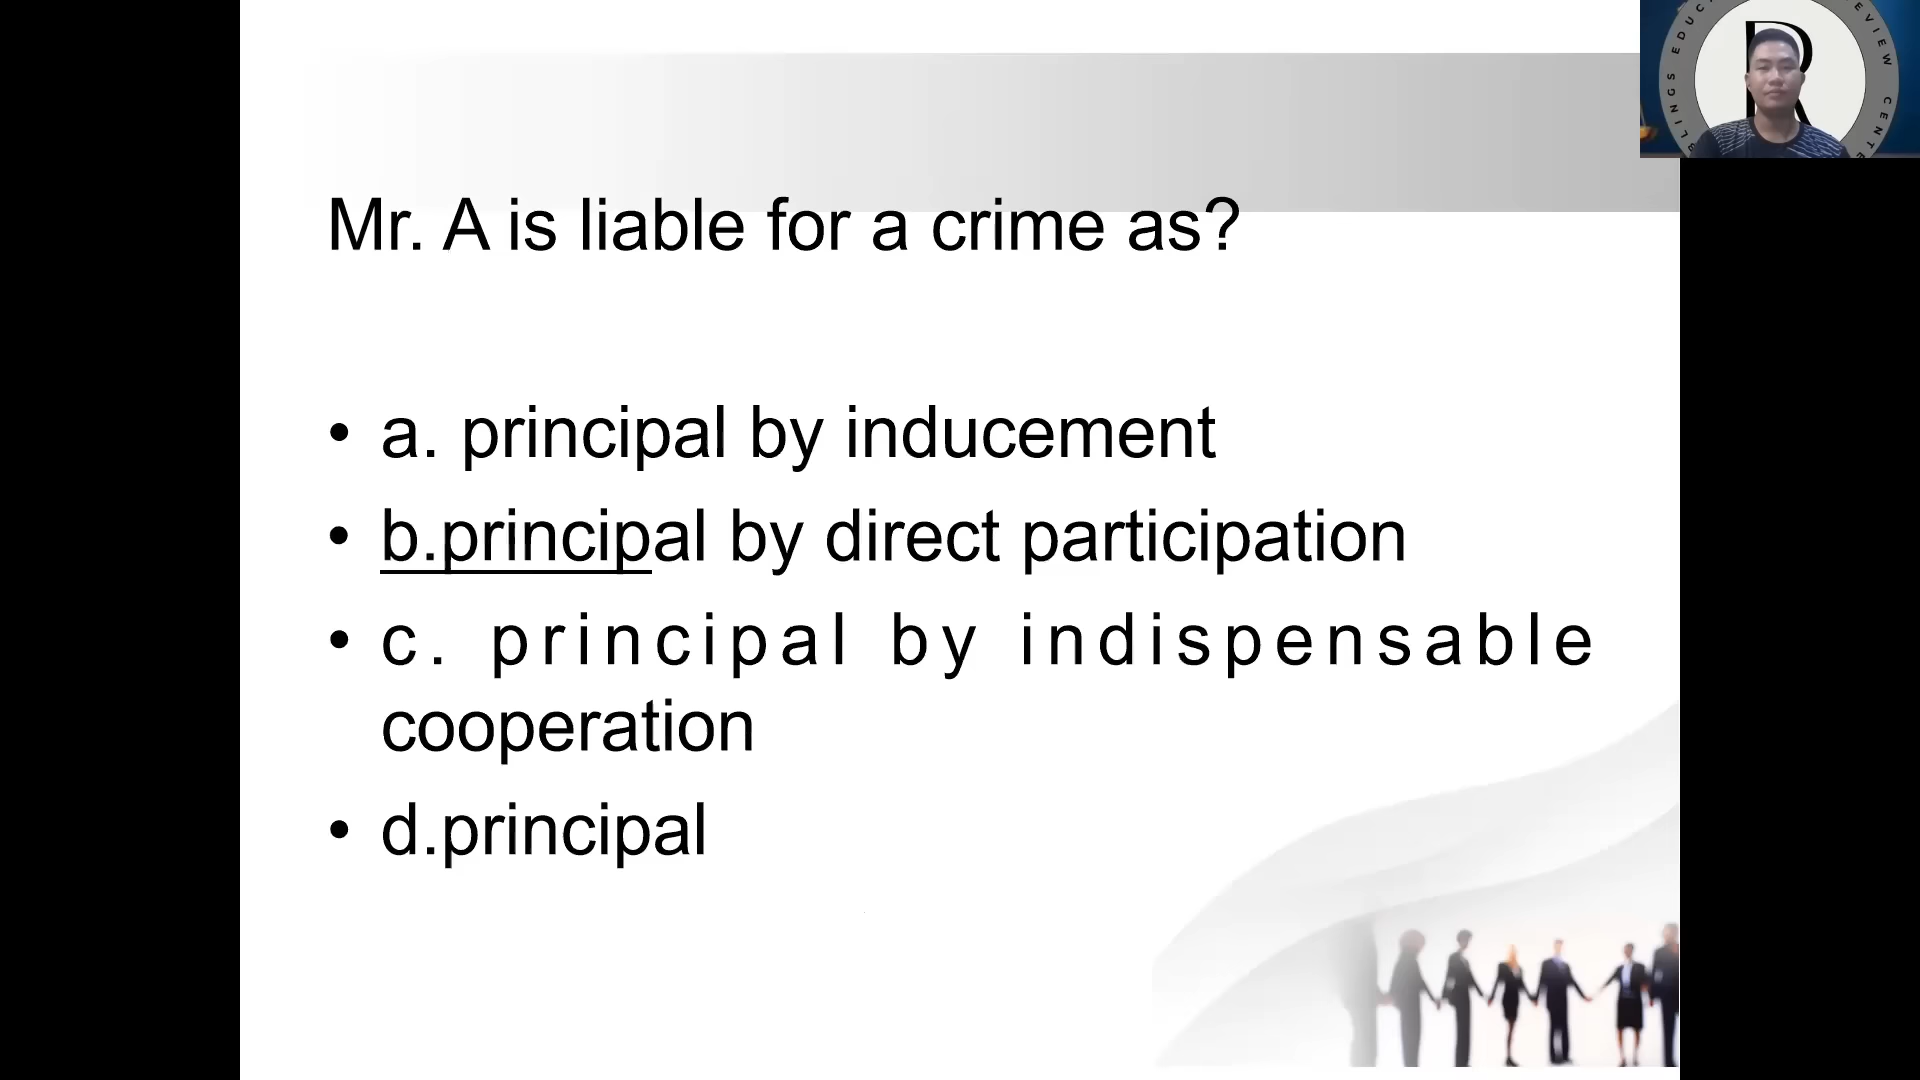 Mr. A is liable for a crime as?
• a. principal by inducement
• b.principal by direct participation
• c. principal by indispensable
cooperation
• d.principal
R